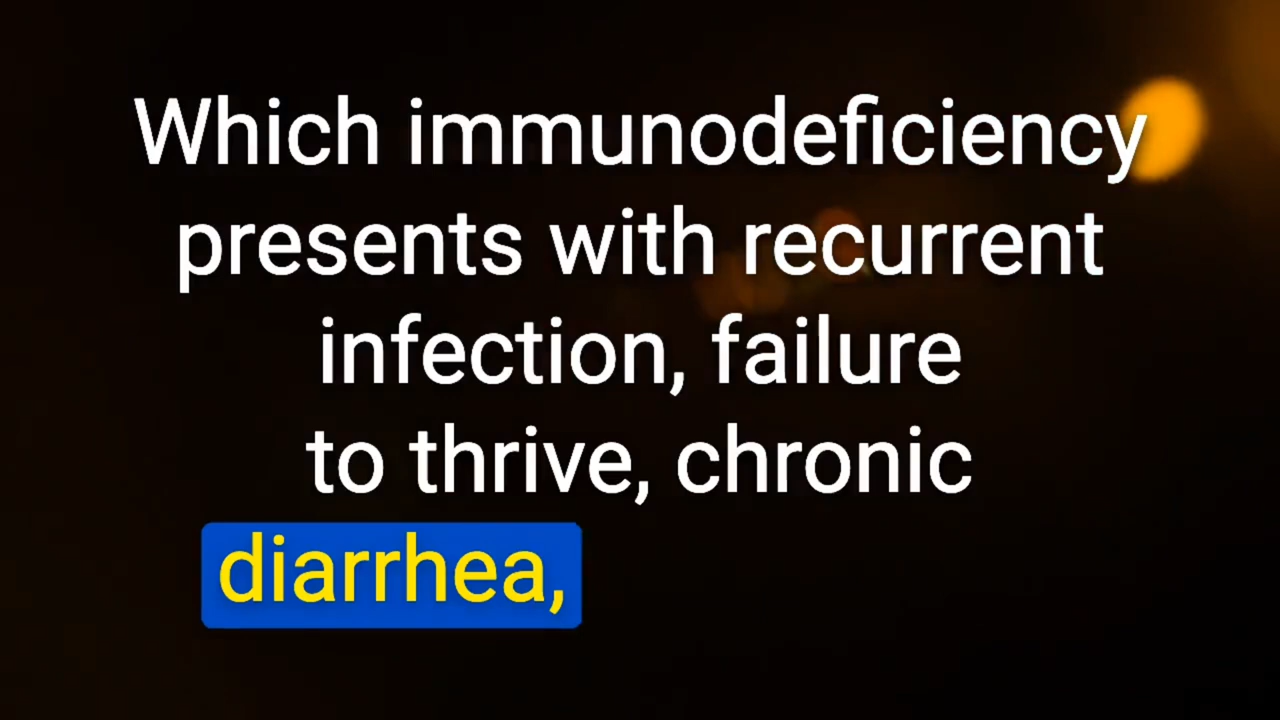 Which immunodeficiency
presents with recurrent
infection, failure
to thrive, chronic
diarrhea,